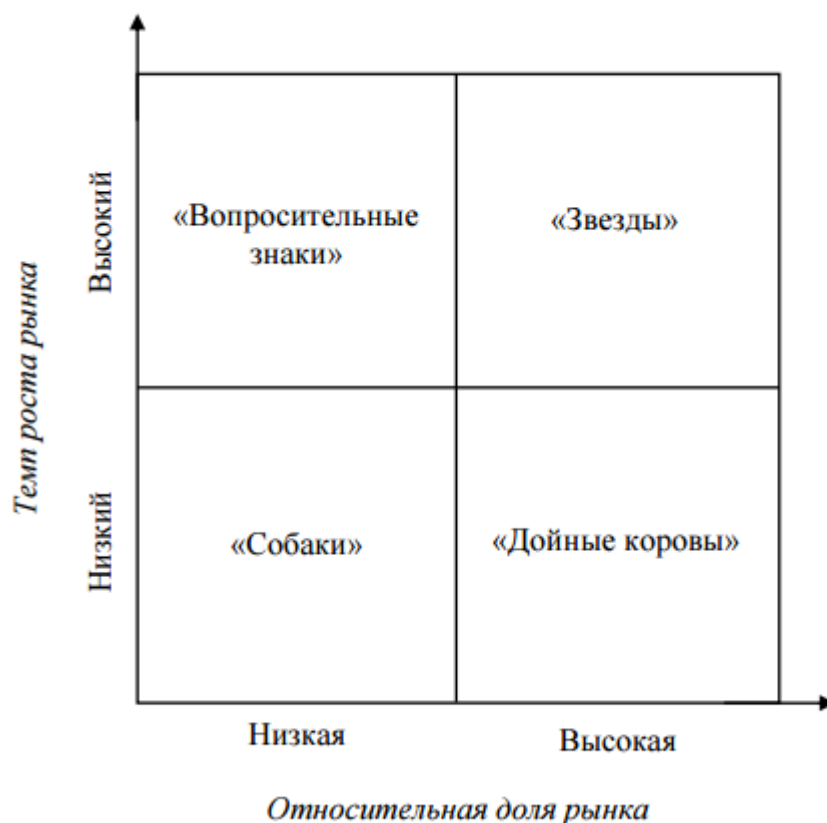 Темп роста рынка
Высокий
Низкий
«Вопросительные
знаки»
«Звезды»
«Собаки»
«Дойные коровы»
Низкая
Высокая
Относительная доля рынка